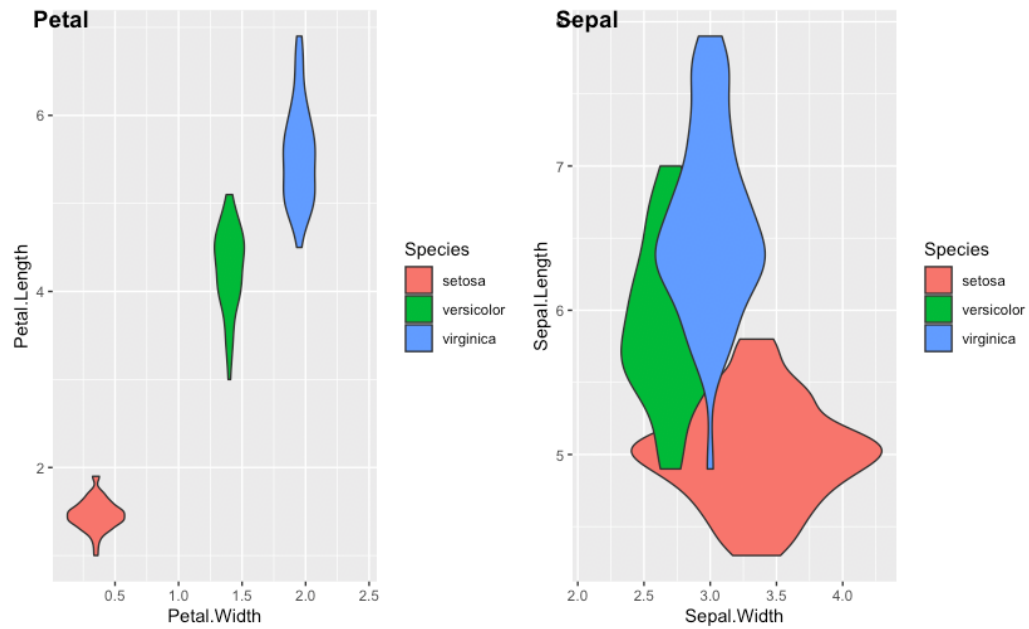 Petal
Petal.Length
6
4
2
0.5 1.0 1.5 2.0 2.5
Petal.Width
Species
setosa
versicolor
virginica
Sepal
Sepal.Length
7
6
5
2.0 2.5 3.0 3.5 4.0
Sepal.Width
Species
setosa
versicolor
virginica